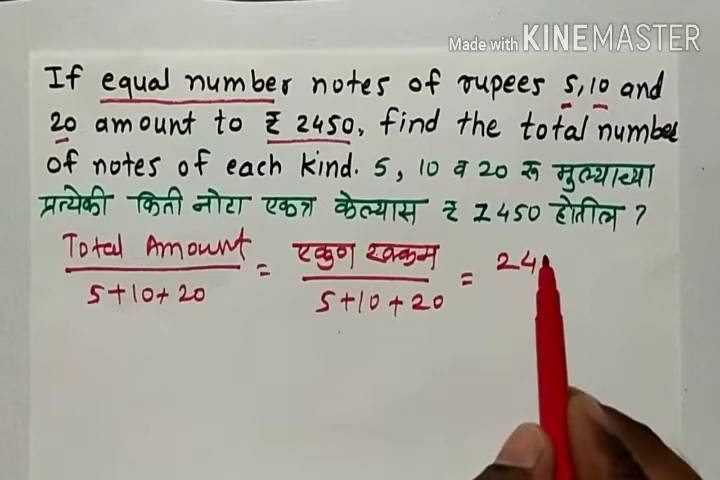 Made with KINEMASTER
If equal number notes of rupees 5, 10 and
20 amount to ₹ 2450, find the total number
of notes of each kind. 5, 10 व 20 रू मुल्याच्या
प्रत्येकी किती नोटा एकत्र केल्यास ₹ 2450 होतील ?
Total Amount / 5+10+20 = एकुण रक्कम / 5+10+20 = 24